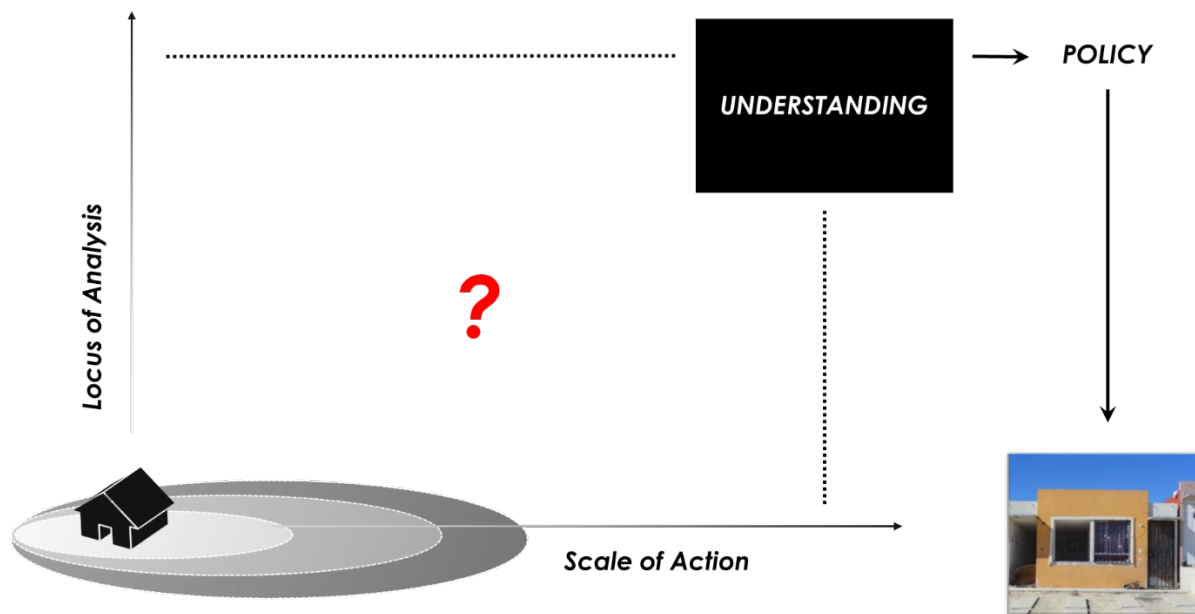 UNDERSTANDING
POLICY
Locus of Analysis
?
Scale of Action